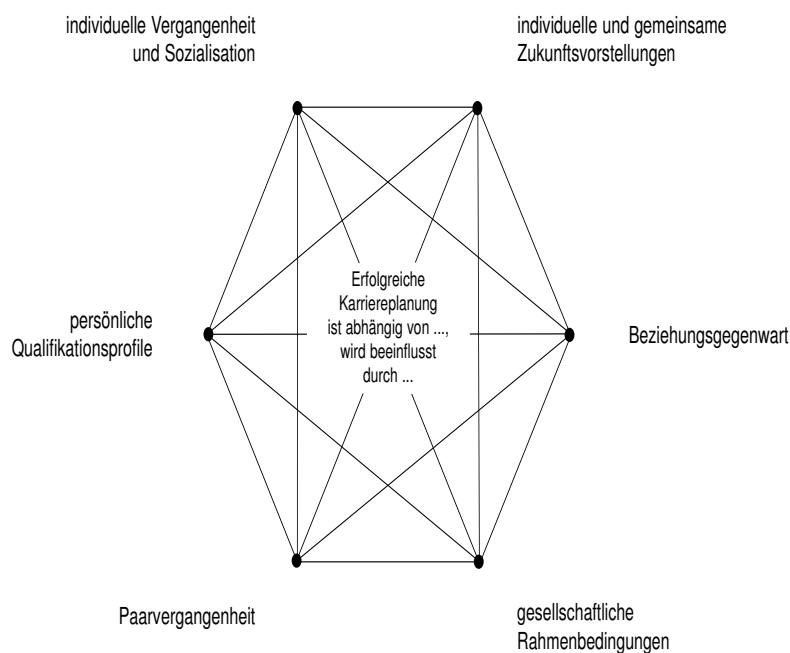 individuelle Vergangenheit
und Sozialisation
individuelle und gemeinsame
Zukunftsvorstellungen
Erfolgreiche
Karriereplanung
ist abhängig von ...,
wird beeinflusst
durch ...
persönliche
Qualifikationsprofile
Beziehungsgegenwart
Paarvergangenheit
gesellschaftliche
Rahmenbedingungen